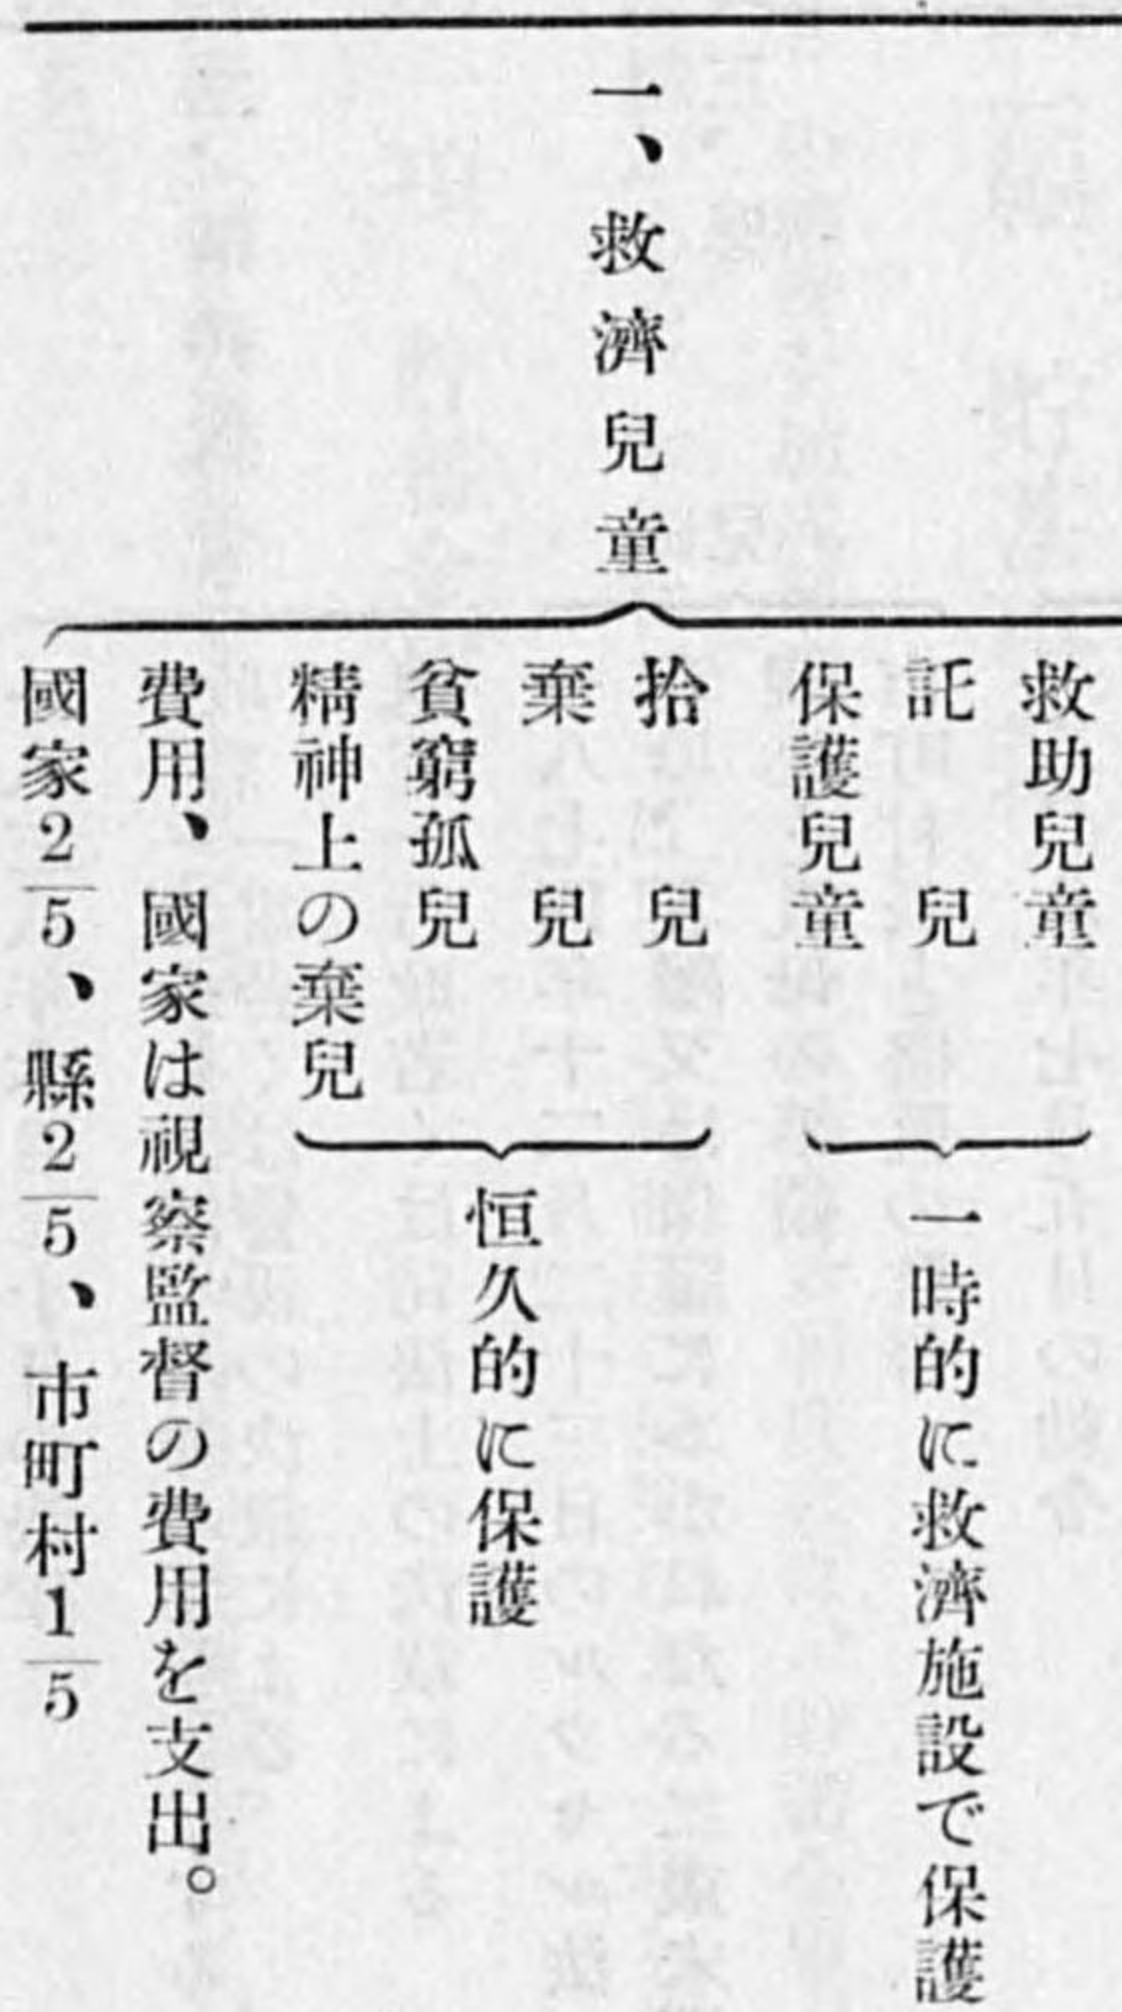 一、救濟兒童
救助兒童
託兒
保護兒童
一時的に救濟施設で保護
拾兒
棄兒
貧窮孤兒
精神上の棄兒
恒久的に保護
費用、國家は視察監督の費用を支出。
國家2/5、縣2/5、市町村1/5